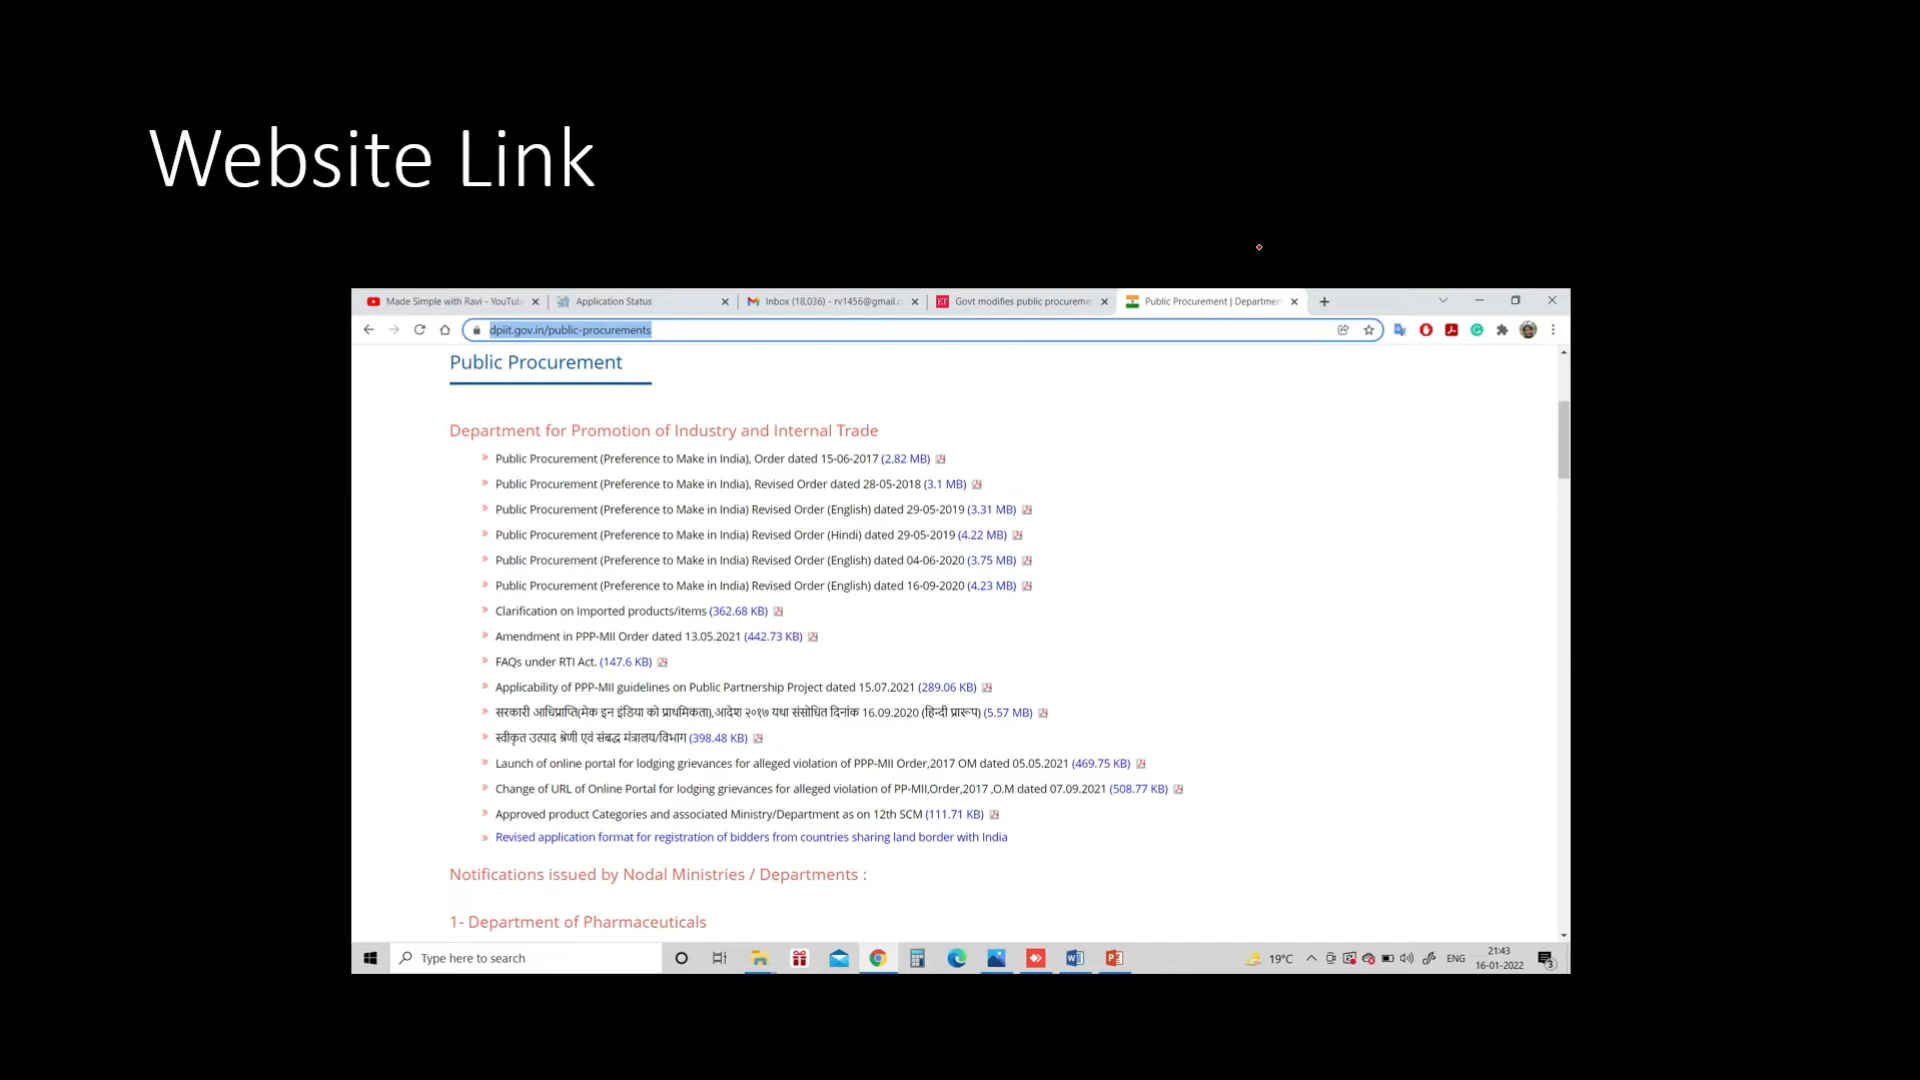 Website Link
Made Simple with Ravi - YouTub
Application Status
Inbox (18,036) - rv1456@gmail.c
Govt modifies public procureme
Public Procurement | Departmen
dpiit.gov.in/public-procurements
Public Procurement
Department for Promotion of Industry and Internal Trade
Public Procurement (Preference to Make in India), Order dated 15-06-2017 (2.82 MB)
Public Procurement (Preference to Make in India), Revised Order dated 28-05-2018 (3.1 MB)
Public Procurement (Preference to Make in India) Revised Order (English) dated 29-05-2019 (3.31 MB)
Public Procurement (Preference to Make in India) Revised Order (Hindi) dated 29-05-2019 (4.22 MB)
Public Procurement (Preference to Make in India) Revised Order (English) dated 04-06-2020 (3.75 MB)
Public Procurement (Preference to Make in India) Revised Order (English) dated 16-09-2020 (4.23 MB)
Clarification on Imported products/items (362.68 KB)
Amendment in PPP-MII Order dated 13.05.2021 (442.73 KB)
FAQs under RTI Act. (147.6 KB)
Applicability of PPP-MII guidelines on Public Partnership Project dated 15.07.2021 (289.06 KB)
सरकारी आधिप्राप्ति(मेक इन इंडिया को प्राथमिकता),आदेश २०१७ यथा संसोधित दिनांक 16.09.2020 (हिन्दी प्रारूप) (5.57 MB)
स्वीकृत उत्पाद श्रेणी एवं संबद्ध मंत्रालय/विभाग (398.48 KB)
Launch of online portal for lodging grievances for alleged violation of PPP-MII Order,2017 OM dated 05.05.2021 (469.75 KB)
Change of URL of Online Portal for lodging grievances for alleged violation of PP-MII,Order,2017 ,O.M dated 07.09.2021 (508.77 KB)
Approved product Categories and associated Ministry/Department as on 12th SCM (111.71 KB)
Revised application format for registration of bidders from countries sharing land border with India
Notifications issued by Nodal Ministries / Departments :
1- Department of Pharmaceuticals
Type here to search
19°C
ENG
21:43
16-01-2022
3